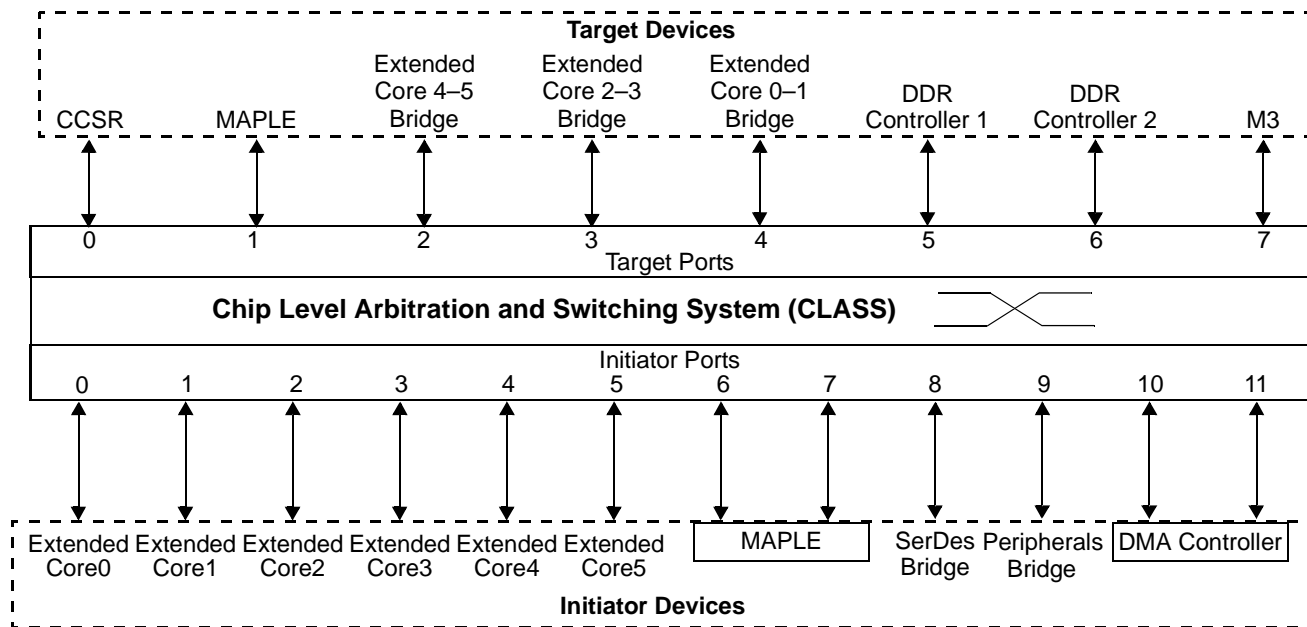 Target Devices
CCSR
MAPLE
Extended
Core 4–5
Bridge
Extended
Core 2–3
Bridge
Extended
Core 0–1
Bridge
DDR
Controller 1
DDR
Controller 2
M3
0 1 2 3 4 5 6 7
Target Ports
Chip Level Arbitration and Switching System (CLASS)
Initiator Ports
0 1 2 3 4 5 6 7 8 9 10 11
Extended
Core0
Extended
Core1
Extended
Core2
Extended
Core3
Extended
Core4
Extended
Core5
MAPLE
SerDes
Bridge
Peripherals
Bridge
DMA Controller
Initiator Devices